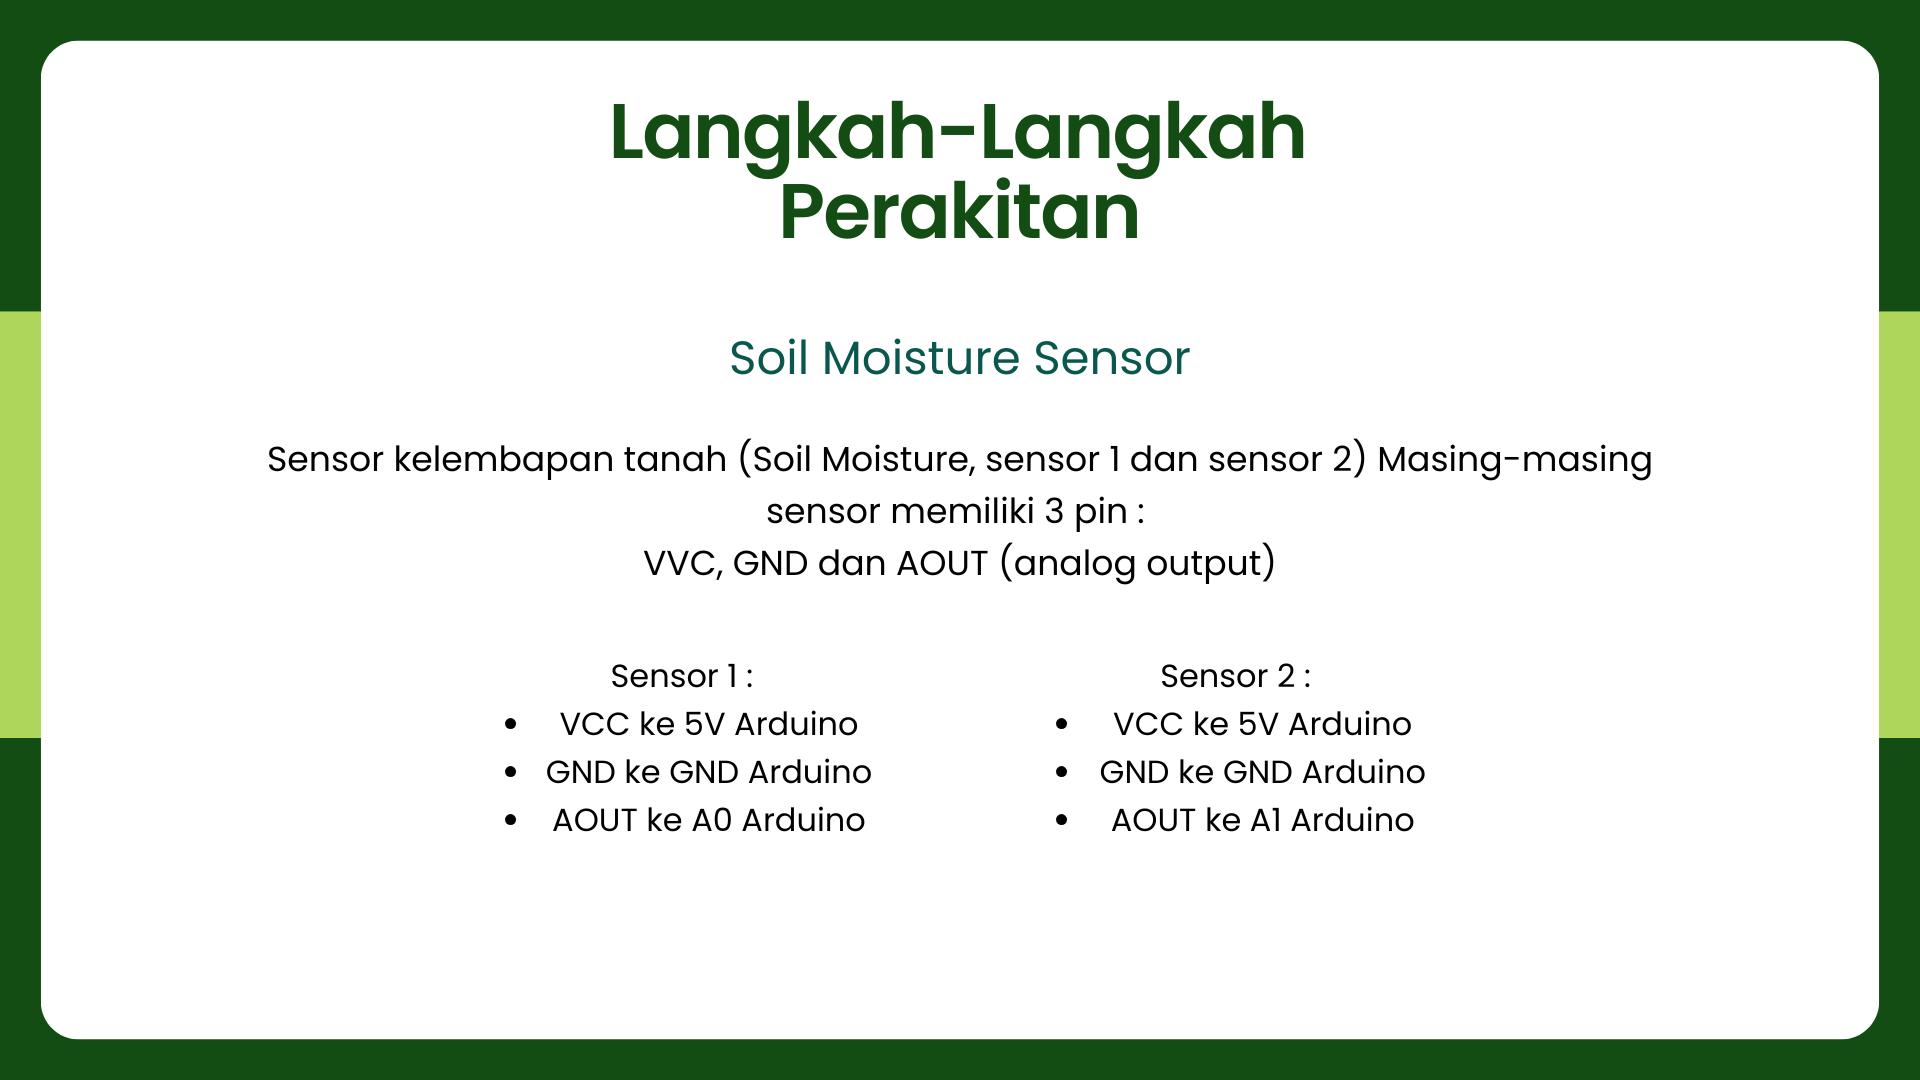 Langkah-Langkah
Perakitan
Soil Moisture Sensor
Sensor kelembapan tanah (Soil Moisture, sensor 1 dan sensor 2) Masing-masing
sensor memiliki 3 pin :
VVC, GND dan AOUT (analog output)
Sensor 1 :
• VCC ke 5V Arduino
• GND ke GND Arduino
• AOUT ke A0 Arduino
Sensor 2 :
• VCC ke 5V Arduino
• GND ke GND Arduino
• AOUT ke A1 Arduino